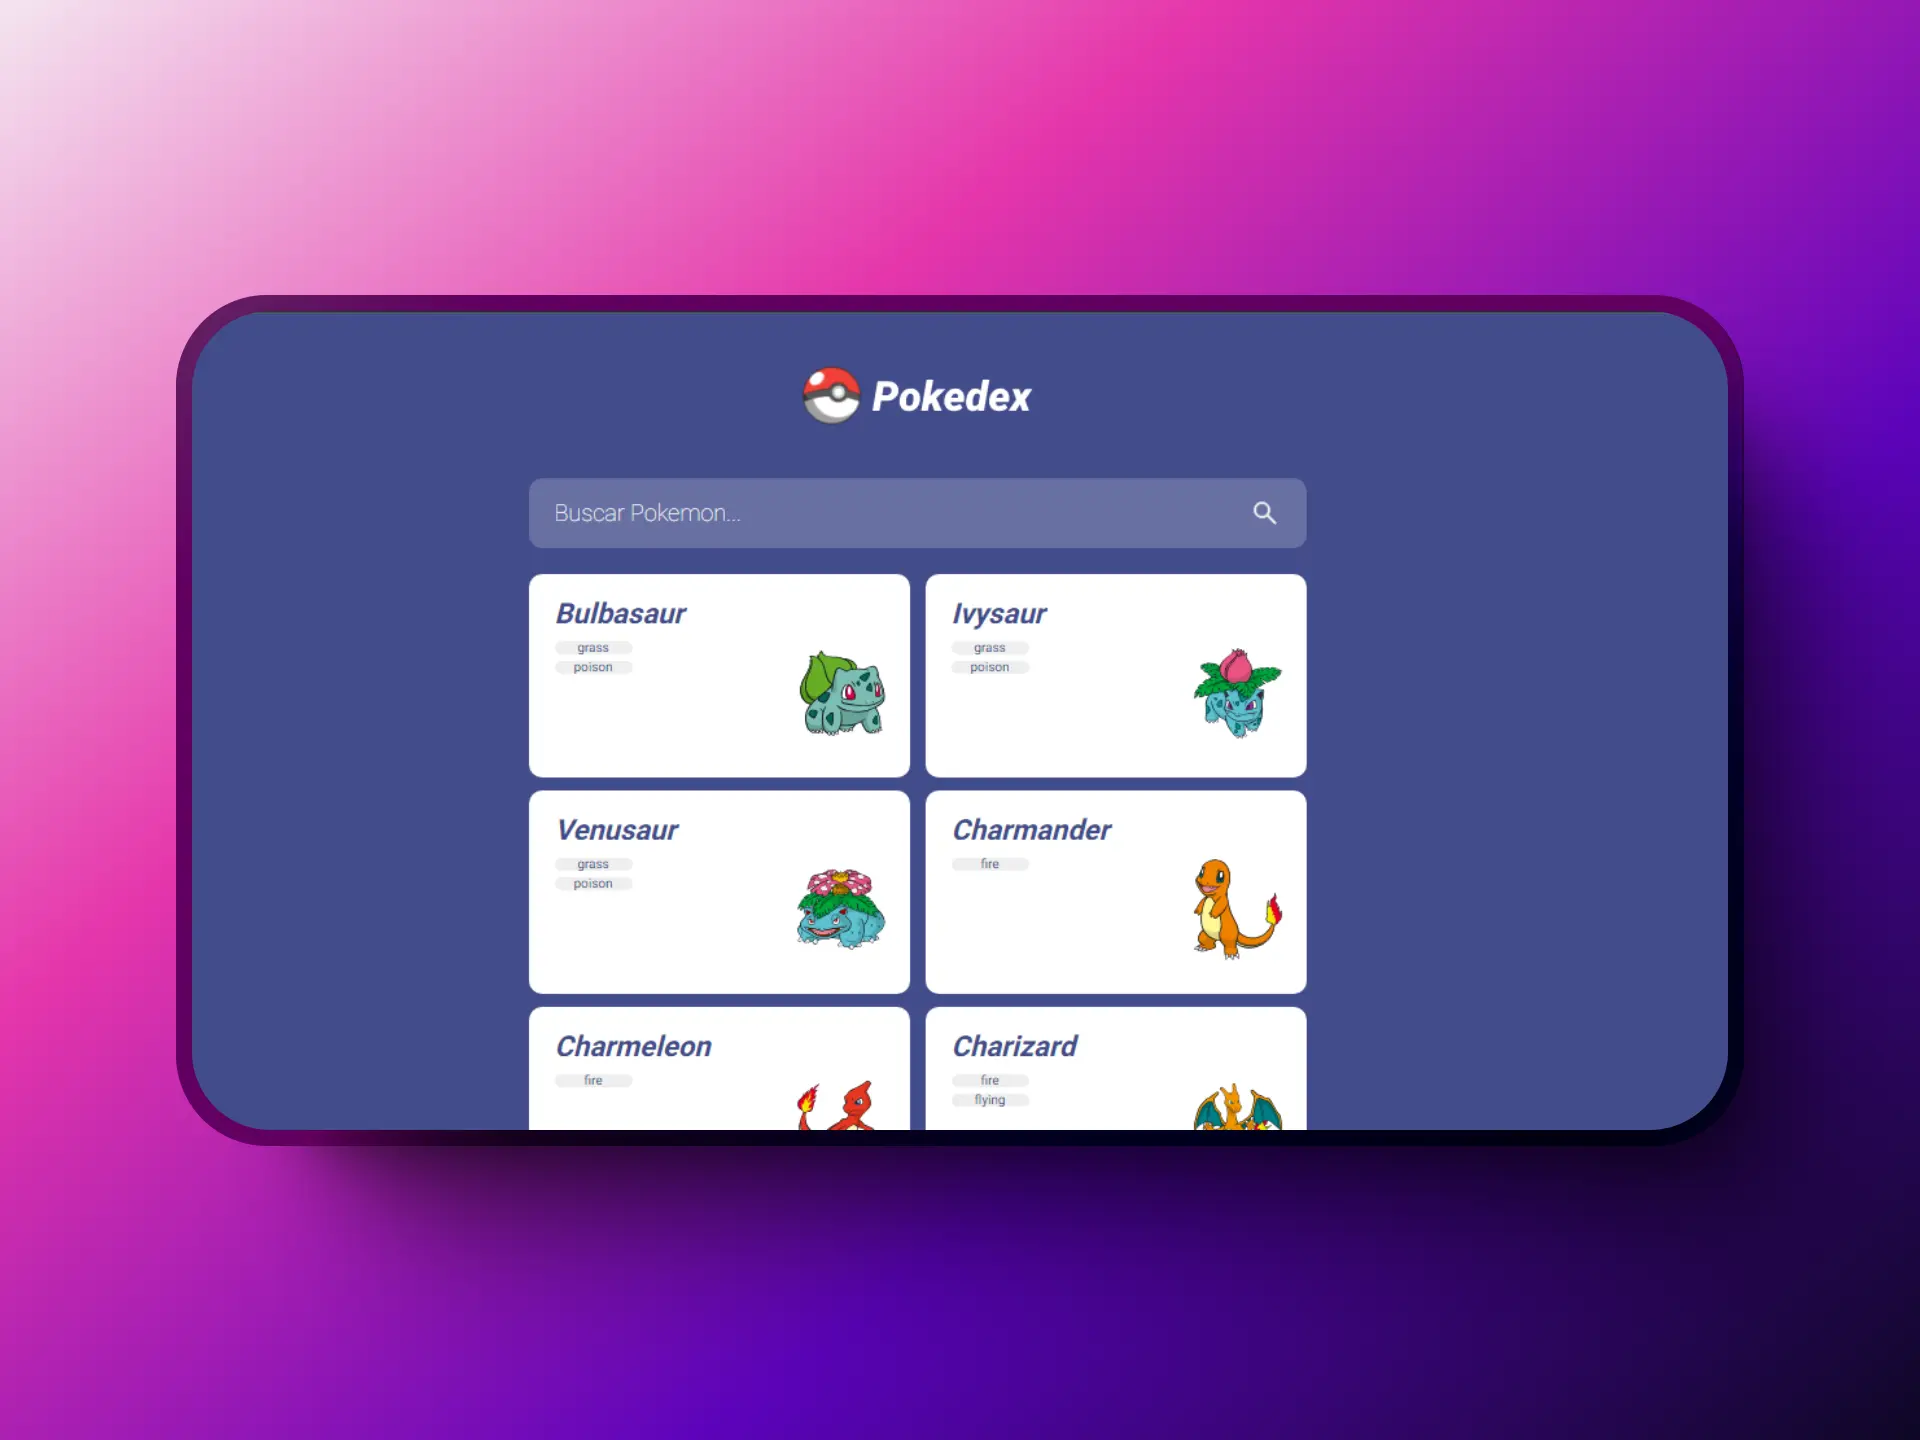 Pokedex
Buscar Pokemon...
Bulbasaur
grass
poison
Ivysaur
grass
poison
Venusaur
grass
poison
Charmander
fire
Charmeleon
fire
Charizard
fire
flying